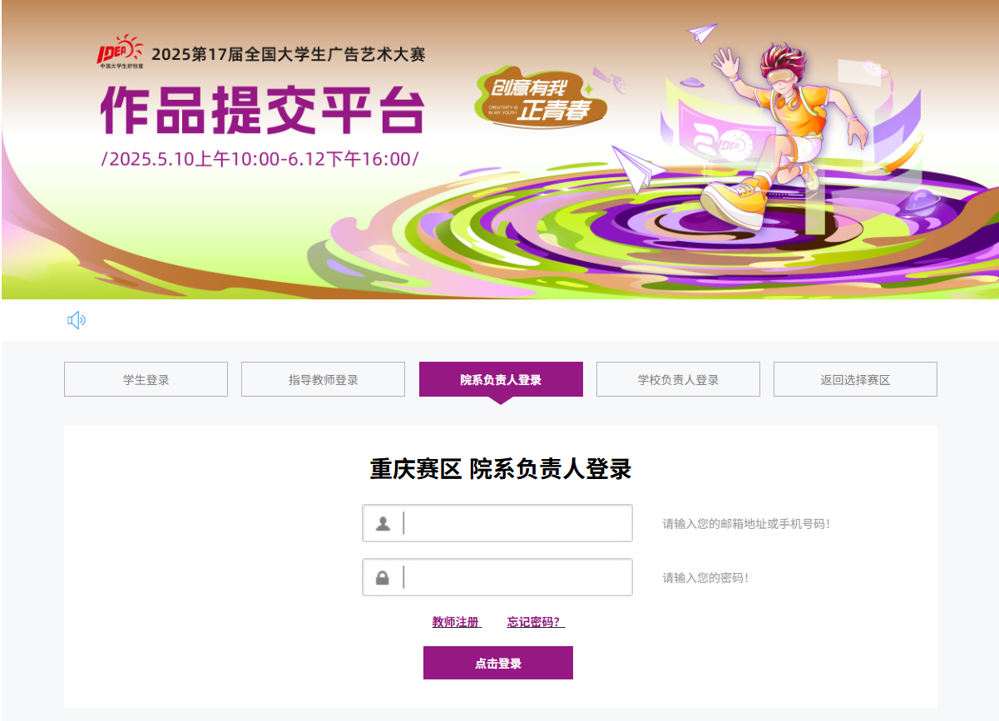 IDEA
中国大学生好创意
2025第17届全国大学生广告艺术大赛
作品提交平台
/2025.5.10上午10:00-6.12下午16:00/
创意有我
CREATIVITY IS
IN MY YOUTH
正青春
IDEA
学生登录
指导教师登录
院系负责人登录
学校负责人登录
返回选择赛区
重庆赛区 院系负责人登录
请输入您的邮箱地址或手机号码!
请输入您的密码!
教师注册
忘记密码?
点击登录